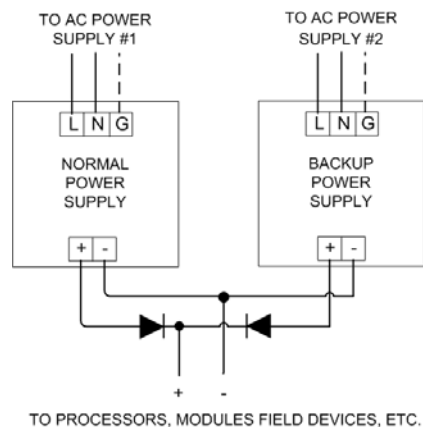 TO AC POWER
SUPPLY #1
TO AC POWER
SUPPLY #2
L N G
L N G
NORMAL
POWER
SUPPLY
BACKUP
POWER
SUPPLY
+ -
+ -
+ -
TO PROCESSORS, MODULES FIELD DEVICES, ETC.